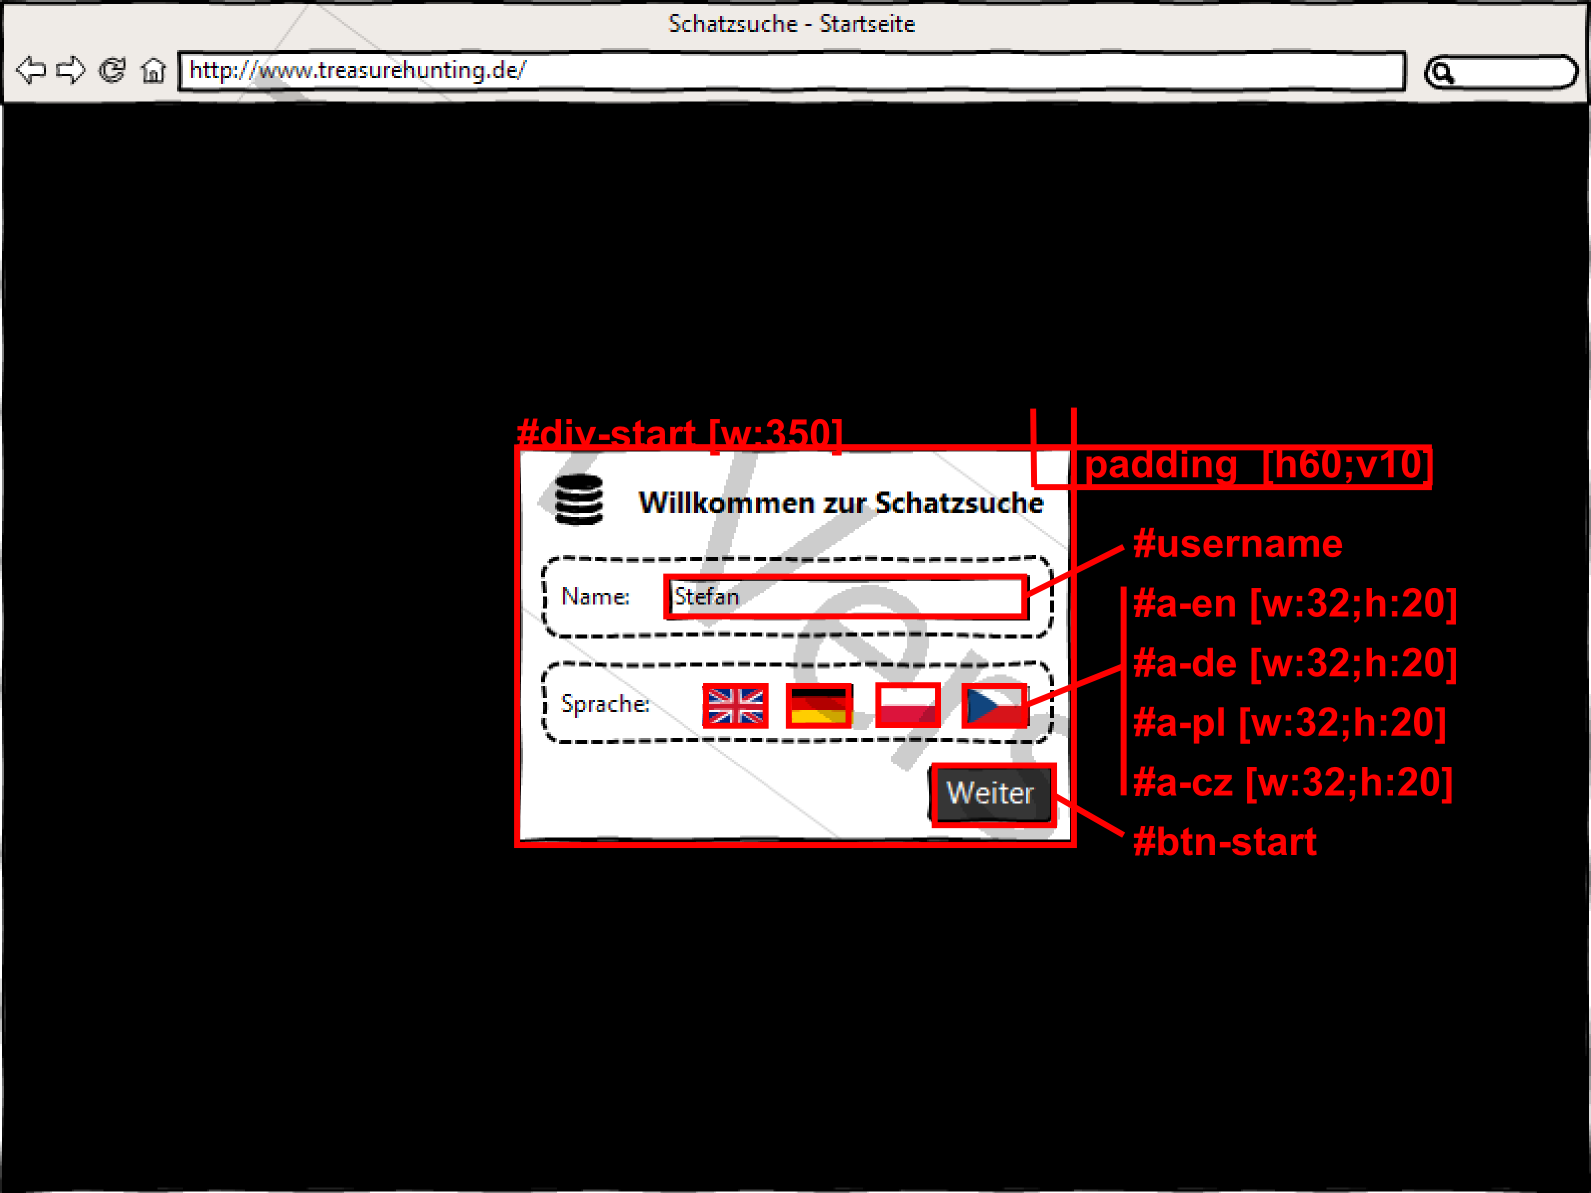 Schatzsuche - Startseite
http://www.treasurehunting.de/
#div-start [w:350]
padding [h60;v10]
Willkommen zur Schatzsuche
#username
Name: Stefan
#a-en [w:32;h:20]
#a-de [w:32;h:20]
Sprache:
#a-pl [w:32;h:20]
#a-cz [w:32;h:20]
Weiter
#btn-start